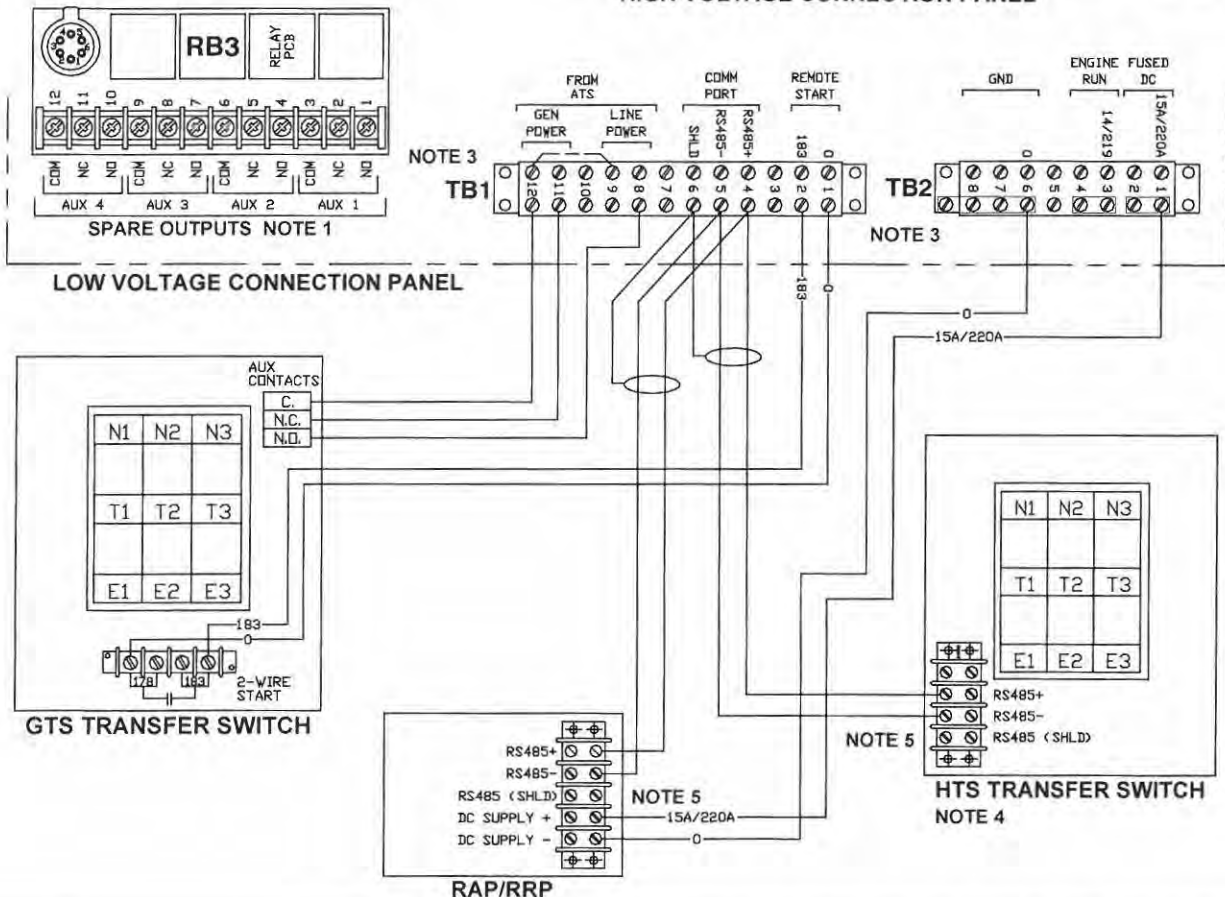 HIGH VOLTAGE CONNECTION PANEL
RB3
RELAY
PCB
12 11 10 9 8 7 6 5 4 3 2 1
COM NC NO COM NC NO COM NC NO COM NC NO
AUX 4 AUX 3 AUX 2 AUX 1
SPARE OUTPUTS NOTE 1
LOW VOLTAGE CONNECTION PANEL
FROM
ATS
GEN
POWER
LINE
POWER
COMM
PORT
SHLD
RS485-
RS485+
REMOTE
START
183
0
NOTE 3
TB1
12 11 10 9 8 7 6 5 4 3 2 1
183
0
GND
0
ENGINE
RUN
14/219
FUSED
DC
15A/220A
TB2
8 7 6 5 4 3 2 1
NOTE 3
0
15A/220A
AUX
CONTACTS
C.
N.C.
N.O.
N1 N2 N3
T1 T2 T3
E1 E2 E3
183
0
178 183
2-WIRE
START
GTS TRANSFER SWITCH
RS485+
RS485-
RS485 (SHLD)
DC SUPPLY +
DC SUPPLY -
NOTE 5
15A/220A
0
RAP/RRP
N1 N2 N3
T1 T2 T3
E1 E2 E3
RS485+
RS485-
RS485 (SHLD)
NOTE 5
HTS TRANSFER SWITCH
NOTE 4